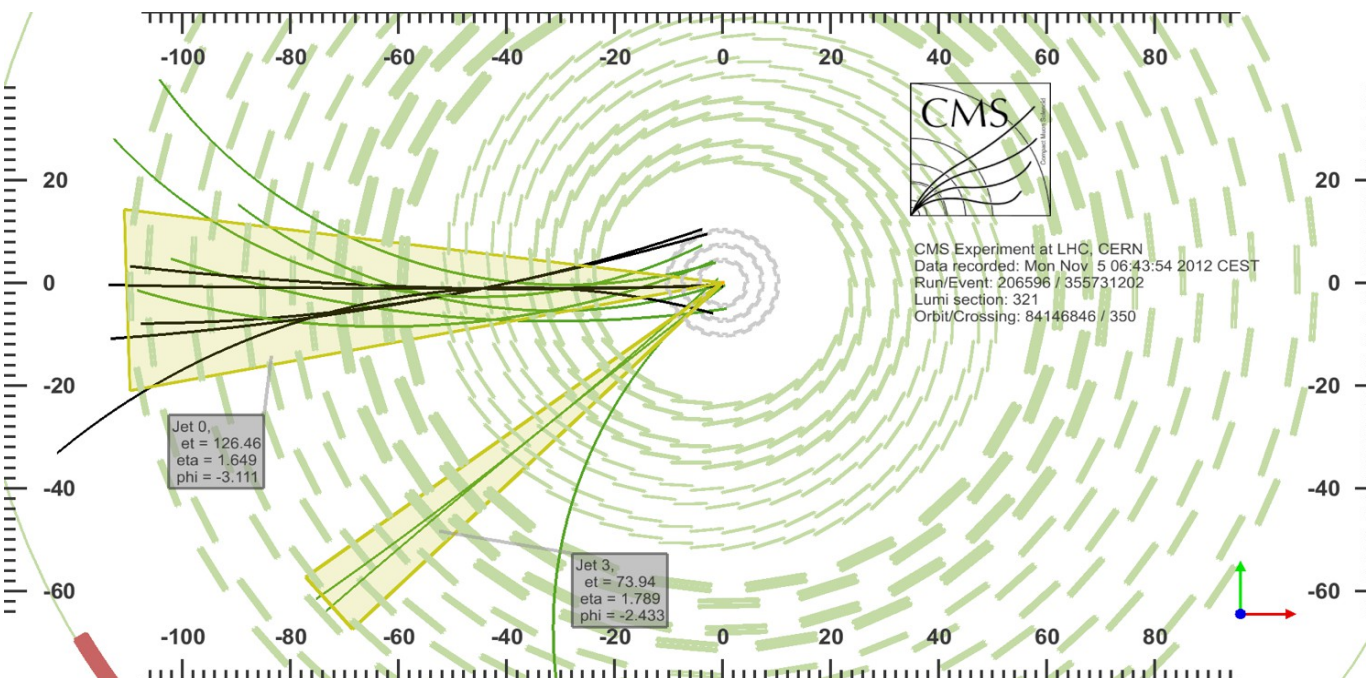 -100 -80 -60 -40 -20 0 20 40 60 80
CMS
Compact Muon Solenoid
20 20
CMS Experiment at LHC, CERN
Data recorded: Mon Nov 5 06:43:54 2012 CEST
Run/Event: 206596 / 355731202
Lumi section: 321
Orbit/Crossing: 84146846 / 350
0 0
-20 -20
Jet 0,
et = 126.46
eta = 1.649
phi = -3.111
-40 -40
Jet 3,
et = 73.94
eta = 1.789
phi = -2.433
-60 -60
-100 -80 -60 -40 -20 0 20 40 60 80